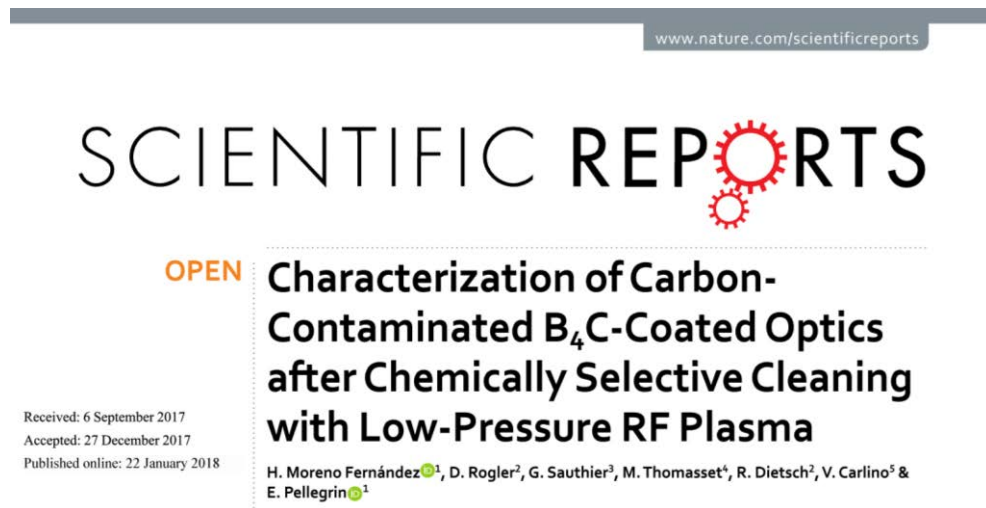 www.nature.com/scientificreports
SCIENTIFIC REPORTS
OPEN
Characterization of Carbon-
Contaminated B₄C-Coated Optics
after Chemically Selective Cleaning
with Low-Pressure RF Plasma
Received: 6 September 2017
Accepted: 27 December 2017
Published online: 22 January 2018
H. Moreno Fernández¹, D. Rogler², G. Sauthier³, M. Thomasset⁴, R. Dietsch², V. Carlino⁵ &
E. Pellegrin¹